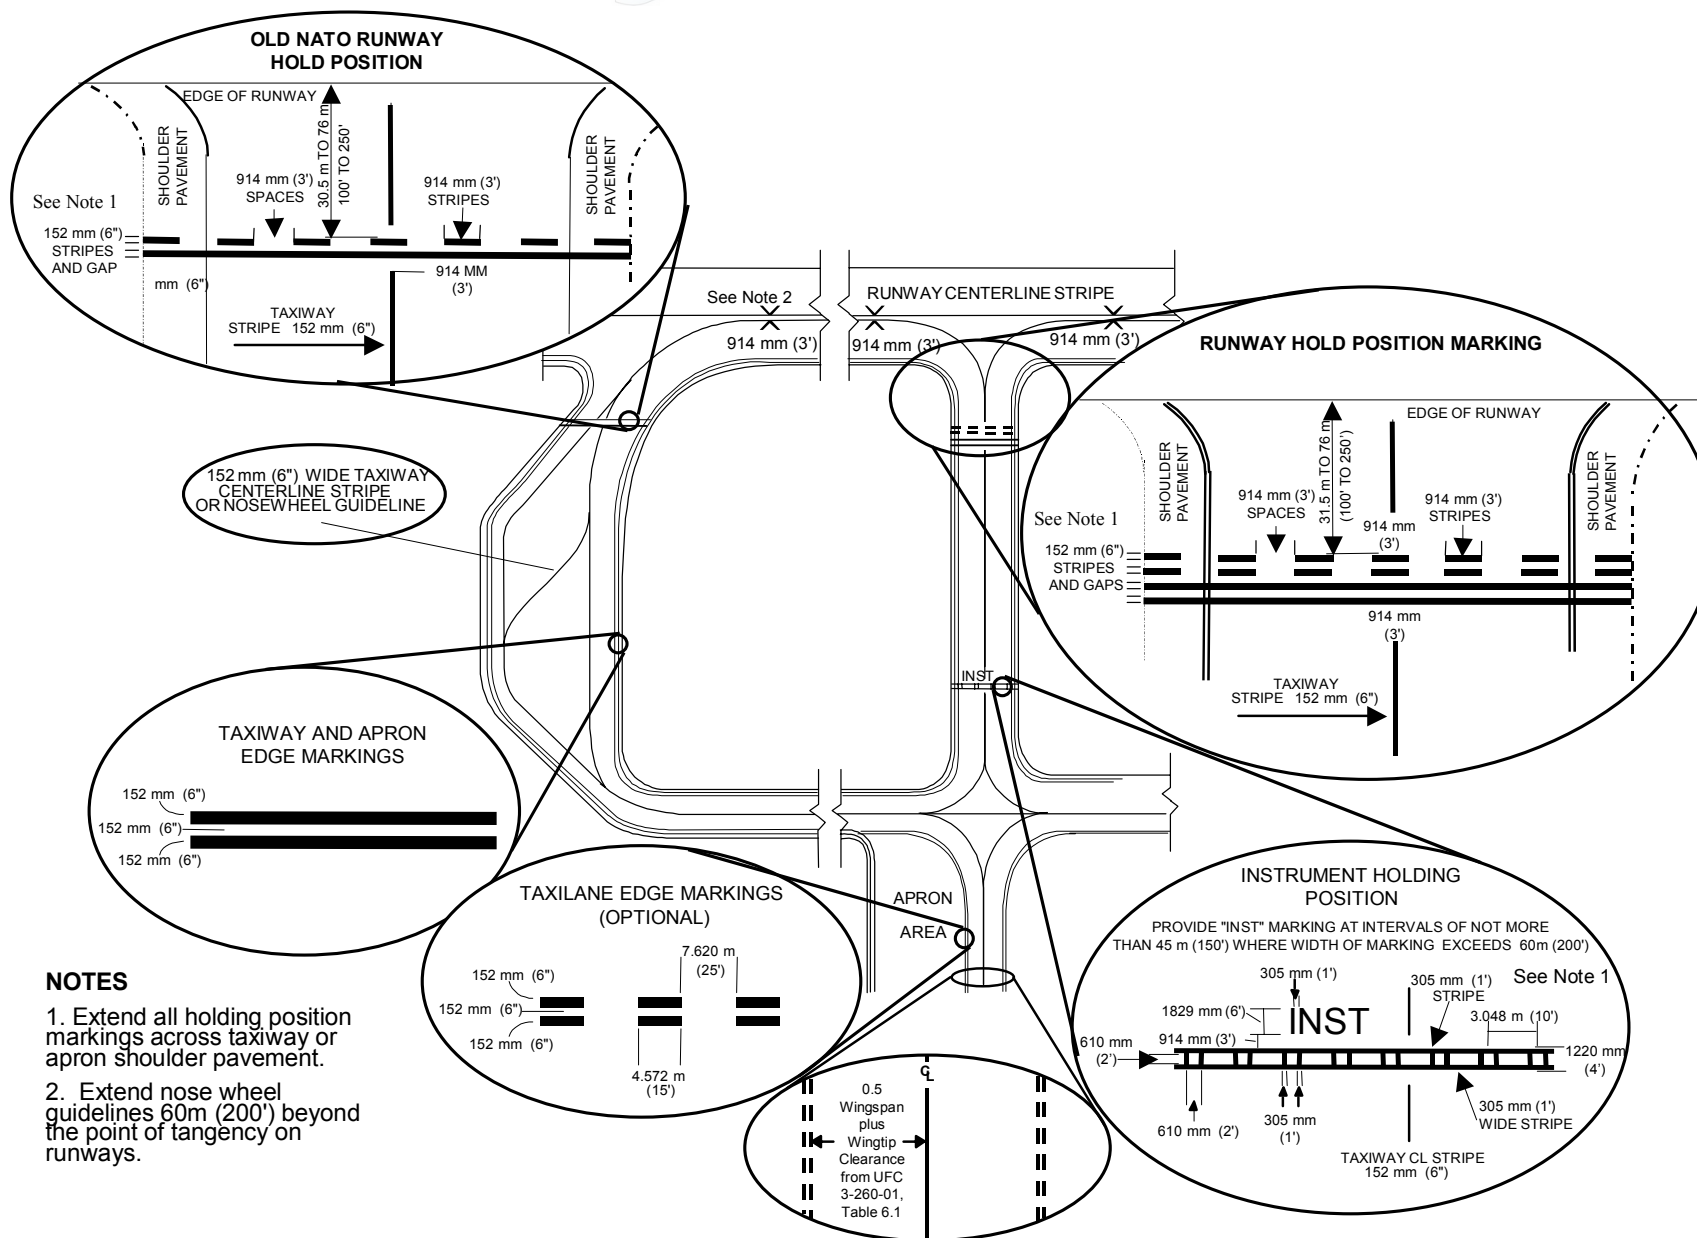 OLD NATO RUNWAY
HOLD POSITION
EDGE OF RUNWAY
SHOULDER
PAVEMENT
30.5 m TO 76 m
100' TO 250'
SHOULDER
PAVEMENT
914 mm (3')
SPACES
914 mm (3')
STRIPES
See Note 1
152 mm (6")
STRIPES
AND GAP
mm (6")
914 MM
(3')
TAXIWAY
STRIPE 152 mm (6")
See Note 2
RUNWAY CENTERLINE STRIPE
914 mm (3')
914 mm (3')
914 mm (3')
RUNWAY HOLD POSITION MARKING
EDGE OF RUNWAY
SHOULDER
PAVEMENT
31.5 m TO 76 m
(100' TO 250')
SHOULDER
PAVEMENT
914 mm (3')
SPACES
914 mm (3')
STRIPES
914 mm
(3')
See Note 1
152 mm (6")
STRIPES
AND GAPS
914 mm
(3')
TAXIWAY
STRIPE 152 mm (6")
152 mm (6") WIDE TAXIWAY
CENTERLINE STRIPE
OR NOSEWHEEL GUIDELINE
INST
TAXIWAY AND APRON
EDGE MARKINGS
152 mm (6")
152 mm (6")
152 mm (6")
TAXILANE EDGE MARKINGS
(OPTIONAL)
7.620 m
(25')
152 mm (6")
152 mm (6")
152 mm (6")
4.572 m
(15')
APRON
AREA
INSTRUMENT HOLDING
POSITION
PROVIDE "INST" MARKING AT INTERVALS OF NOT MORE
THAN 45 m (150') WHERE WIDTH OF MARKING EXCEEDS 60m (200')
305 mm (1')
See Note 1
305 mm (1')
STRIPE
1829 mm (6')
INST
3.048 m (10')
914 mm (3')
610 mm
(2')
1220 mm
(4')
305 mm (1')
WIDE STRIPE
610 mm (2')
305 mm
(1')
TAXIWAY CL STRIPE
152 mm (6")
CL
0.5
Wingspan
plus
Wingtip
Clearance
from UFC
3-260-01,
Table 6.1
NOTES
1. Extend all holding position
markings across taxiway or
apron shoulder pavement.
2. Extend nose wheel
guidelines 60m (200') beyond
the point of tangency on
runways.